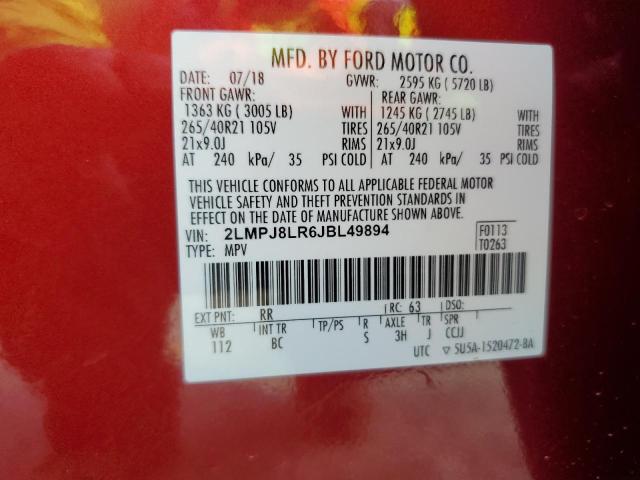 MFD. BY FORD MOTOR CO.
DATE: 07/18 GVWR: 2595 KG ( 5720 LB)
FRONT GAWR: REAR GAWR:
1363 KG ( 3005 LB) WITH 1245 KG ( 2745 LB) WITH
265/40R21 105V TIRES 265/40R21 105V TIRES
21x9.0J RIMS 21x9.0J RIMS
AT 240 kPa/ 35 PSI COLD AT 240 kPa/ 35 PSI COLD
THIS VEHICLE CONFORMS TO ALL APPLICABLE FEDERAL MOTOR
VEHICLE SAFETY AND THEFT PREVENTION STANDARDS IN
EFFECT ON THE DATE OF MANUFACTURE SHOWN ABOVE.
VIN: 2LMPJ8LR6JBL49894 F0113
TYPE: MPV T0263
EXT PNT: RR RC: 63 DSO:
WB INT TR TP/PS R AXLE TR SPR
112 BC S 3H J CCJJ
UTC ▽ 5U5A-1520472-BA